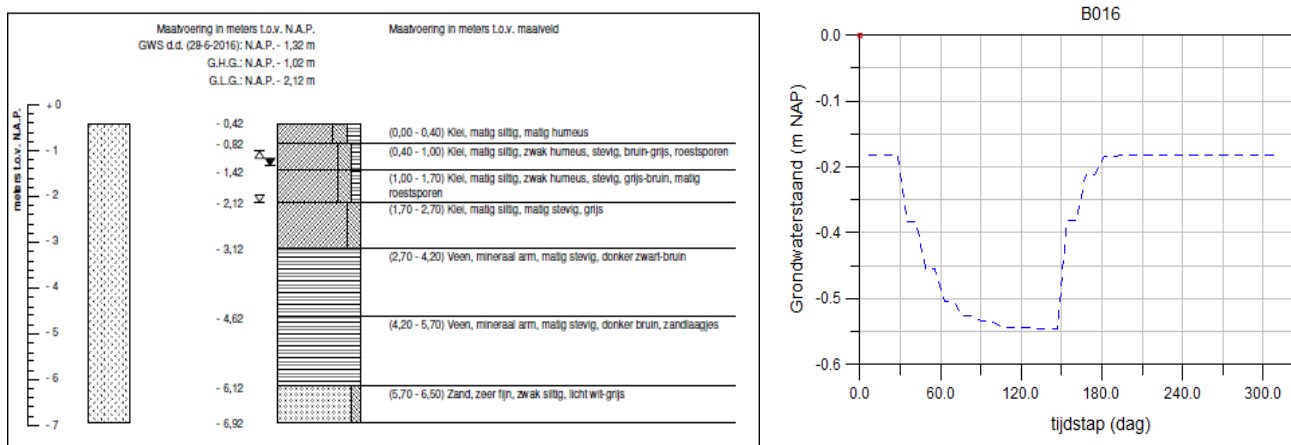 Maatvoering in meters t.o.v. N.A.P.
GWS d.d. (28-6-2016): N.A.P. - 1,32 m
G.H.G.: N.A.P. - 1,02 m
G.L.G.: N.A.P. - 2,12 m
Maatvoering in meters t.o.v. maaiveld
meters t.o.v. N.A.P.
+ 0
- 1
- 2
- 3
- 4
- 5
- 6
- 7
- 0,42
- 0,82
- 1,42
- 2,12
- 3,12
- 4,62
- 6,12
- 6,92
(0,00 - 0,40) Klei, matig siltig, matig humeus
(0,40 - 1,00) Klei, matig siltig, zwak humeus, stevig, bruin-grijs, roestsporen
(1,00 - 1,70) Klei, matig siltig, zwak humeus, stevig, grijs-bruin, matig
roestsporen
(1,70 - 2,70) Klei, matig siltig, matig stevig, grijs
(2,70 - 4,20) Veen, mineraal arm, matig stevig, donker zwart-bruin
(4,20 - 5,70) Veen, mineraal arm, matig stevig, donker bruin, zandlaagjes
(5,70 - 6,50) Zand, zeer fijn, zwak siltig, licht wit-grijs
B016
Grondwaterstaand (m NAP)
0.0
-0.1
-0.2
-0.4
-0.5
-0.6
0.0
60.0
120.0
180.0
240.0
300.0
tijdstap (dag)